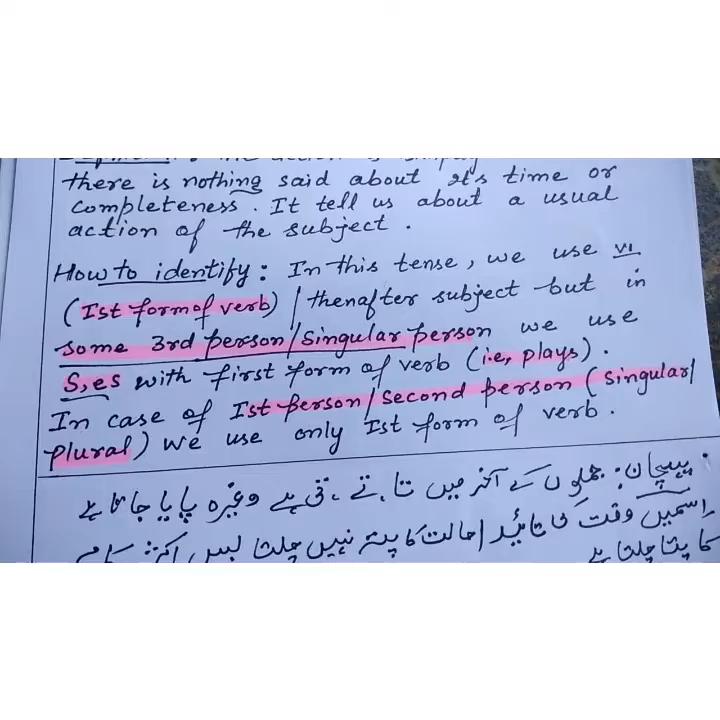 there is nothing said about it's time or
completeness. It tell us about a usual
action of the subject.
How to identify: In this tense, we use V1
(Ist form of verb) / thenafter subject but in
some 3rd person/singular person we use
S,es with first form of verb (i.e, plays).
In case of Ist person/second person (singular/
plural) we use only Ist form of verb.
پہچان: جملوں کے آخر میں تا، تے، تی ہے وغیرہ پایا جاتا ہے
اسمیں وقت کی تائید / حالت کا پتہ نہیں چلتا بس اکثر کام
کا پتا چلتا ہے